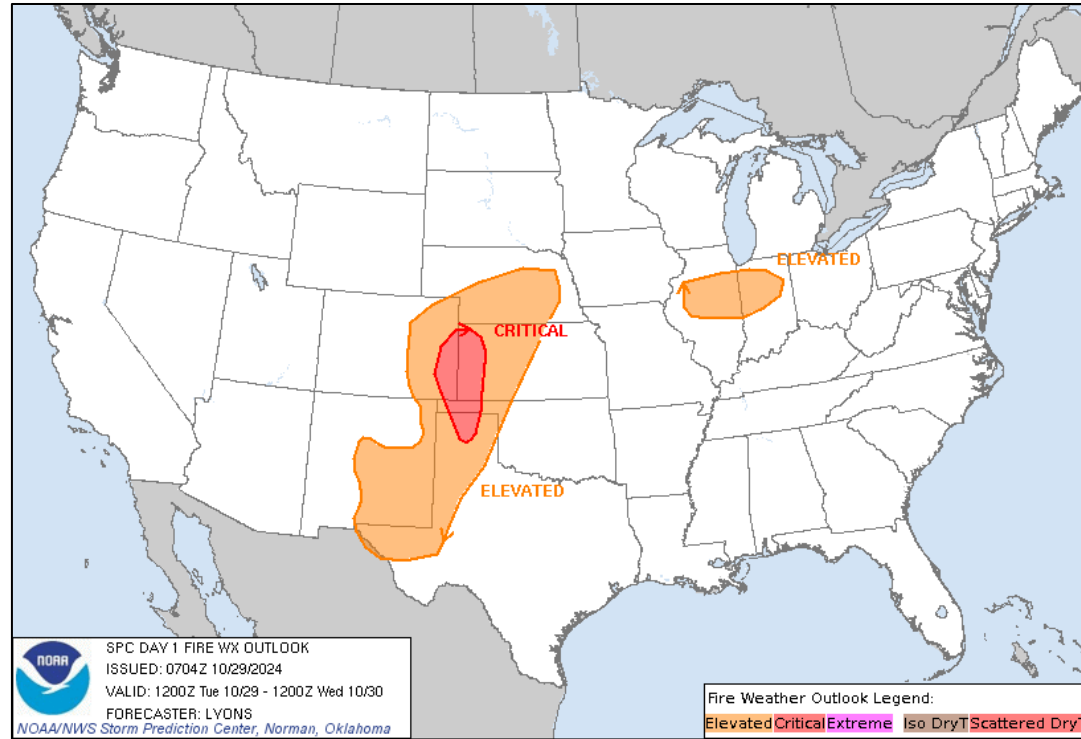 ELEVATED
CRITICAL
ELEVATED
NOAA
SPC DAY 1 FIRE WX OUTLOOK
ISSUED: 0704Z 10/29/2024
VALID: 1200Z Tue 10/29 - 1200Z Wed 10/30
FORECASTER: LYONS
NOAA/NWS Storm Prediction Center, Norman, Oklahoma
Fire Weather Outlook Legend:
Elevated Critical Extreme Iso DryT Scattered DryT